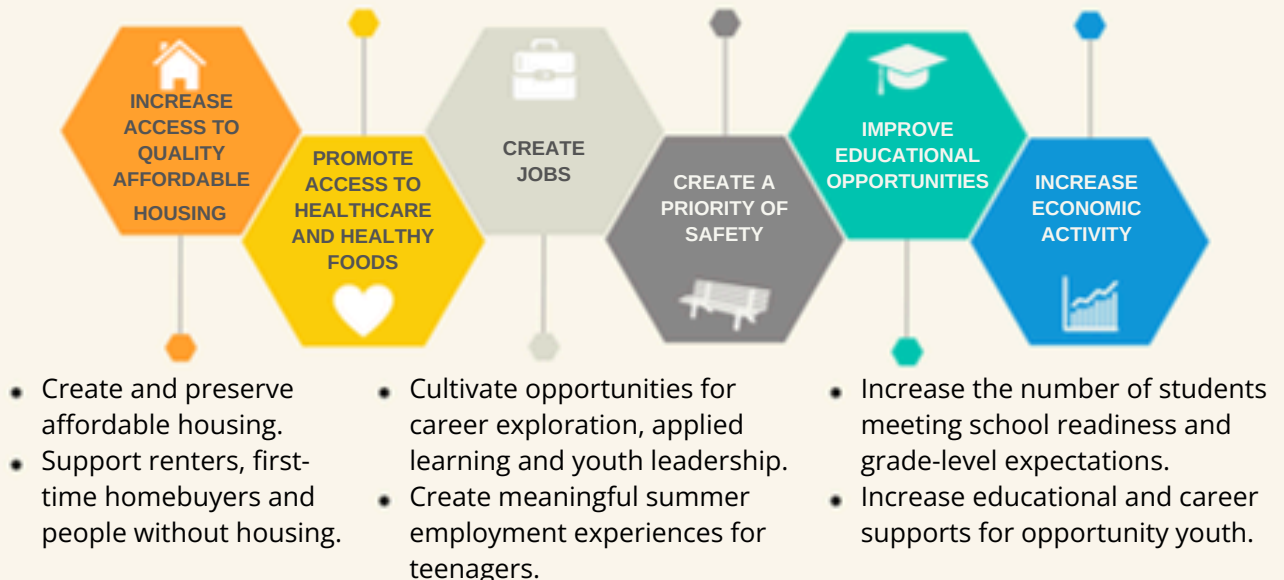 INCREASE
ACCESS TO
QUALITY
AFFORDABLE
HOUSING
PROMOTE
ACCESS TO
HEALTHCARE
AND HEALTHY
FOODS
CREATE
JOBS
CREATE A
PRIORITY OF
SAFETY
IMPROVE
EDUCATIONAL
OPPORTUNITIES
INCREASE
ECONOMIC
ACTIVITY
• Create and preserve
affordable housing.
• Support renters, first-
time homebuyers and
people without housing.
• Cultivate opportunities for
career exploration, applied
learning and youth leadership.
• Create meaningful summer
employment experiences for
teenagers.
• Increase the number of students
meeting school readiness and
grade-level expectations.
• Increase educational and career
supports for opportunity youth.